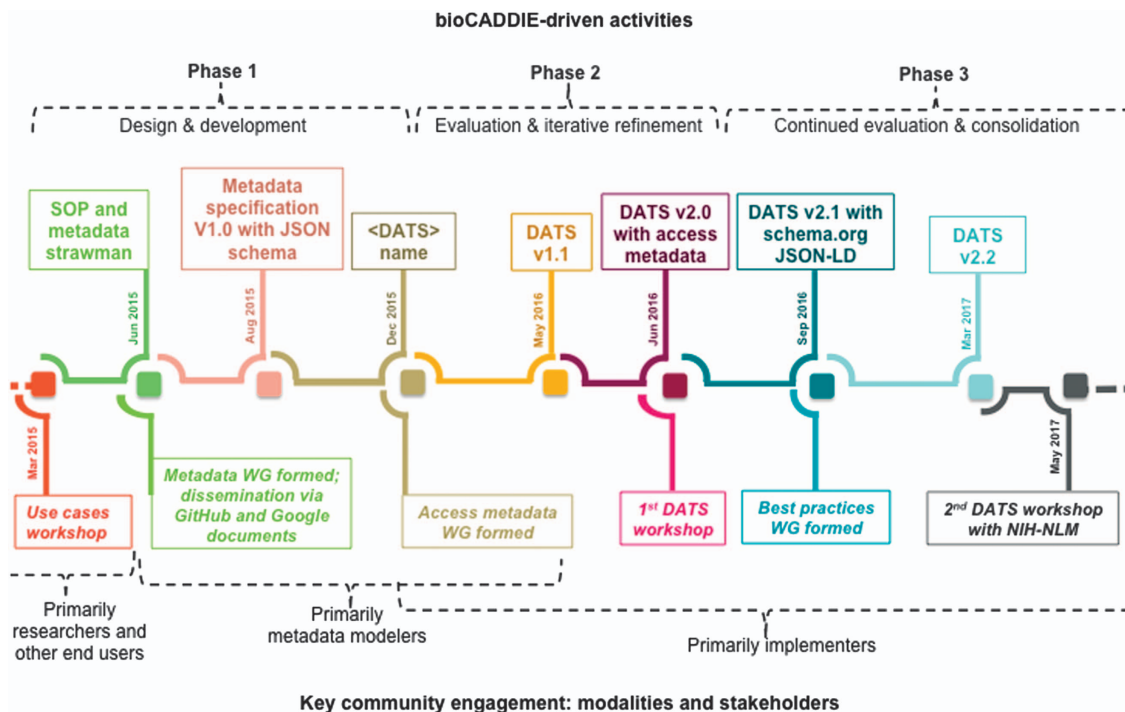 bioCADDIE-driven activities
Phase 1
Phase 2
Phase 3
Design & development
Evaluation & iterative refinement
Continued evaluation & consolidation
SOP and
metadata
strawman
Metadata
specification
V1.0 with JSON
schema
<DATS>
name
DATS
v1.1
DATS v2.0
with access
metadata
DATS v2.1 with
schema.org
JSON-LD
DATS
v2.2
Jun 2015
Aug 2015
Dec 2015
May 2016
Jun 2016
Sep 2016
Mar 2017
Mar 2015
May 2017
Use cases
workshop
Metadata WG formed;
dissemination via
GitHub and Google
documents
Access metadata
WG formed
1st DATS
workshop
Best practices
WG formed
2nd DATS workshop
with NIH-NLM
Primarily
researchers and
other end users
Primarily
metadata modelers
Primarily implementers
Key community engagement: modalities and stakeholders